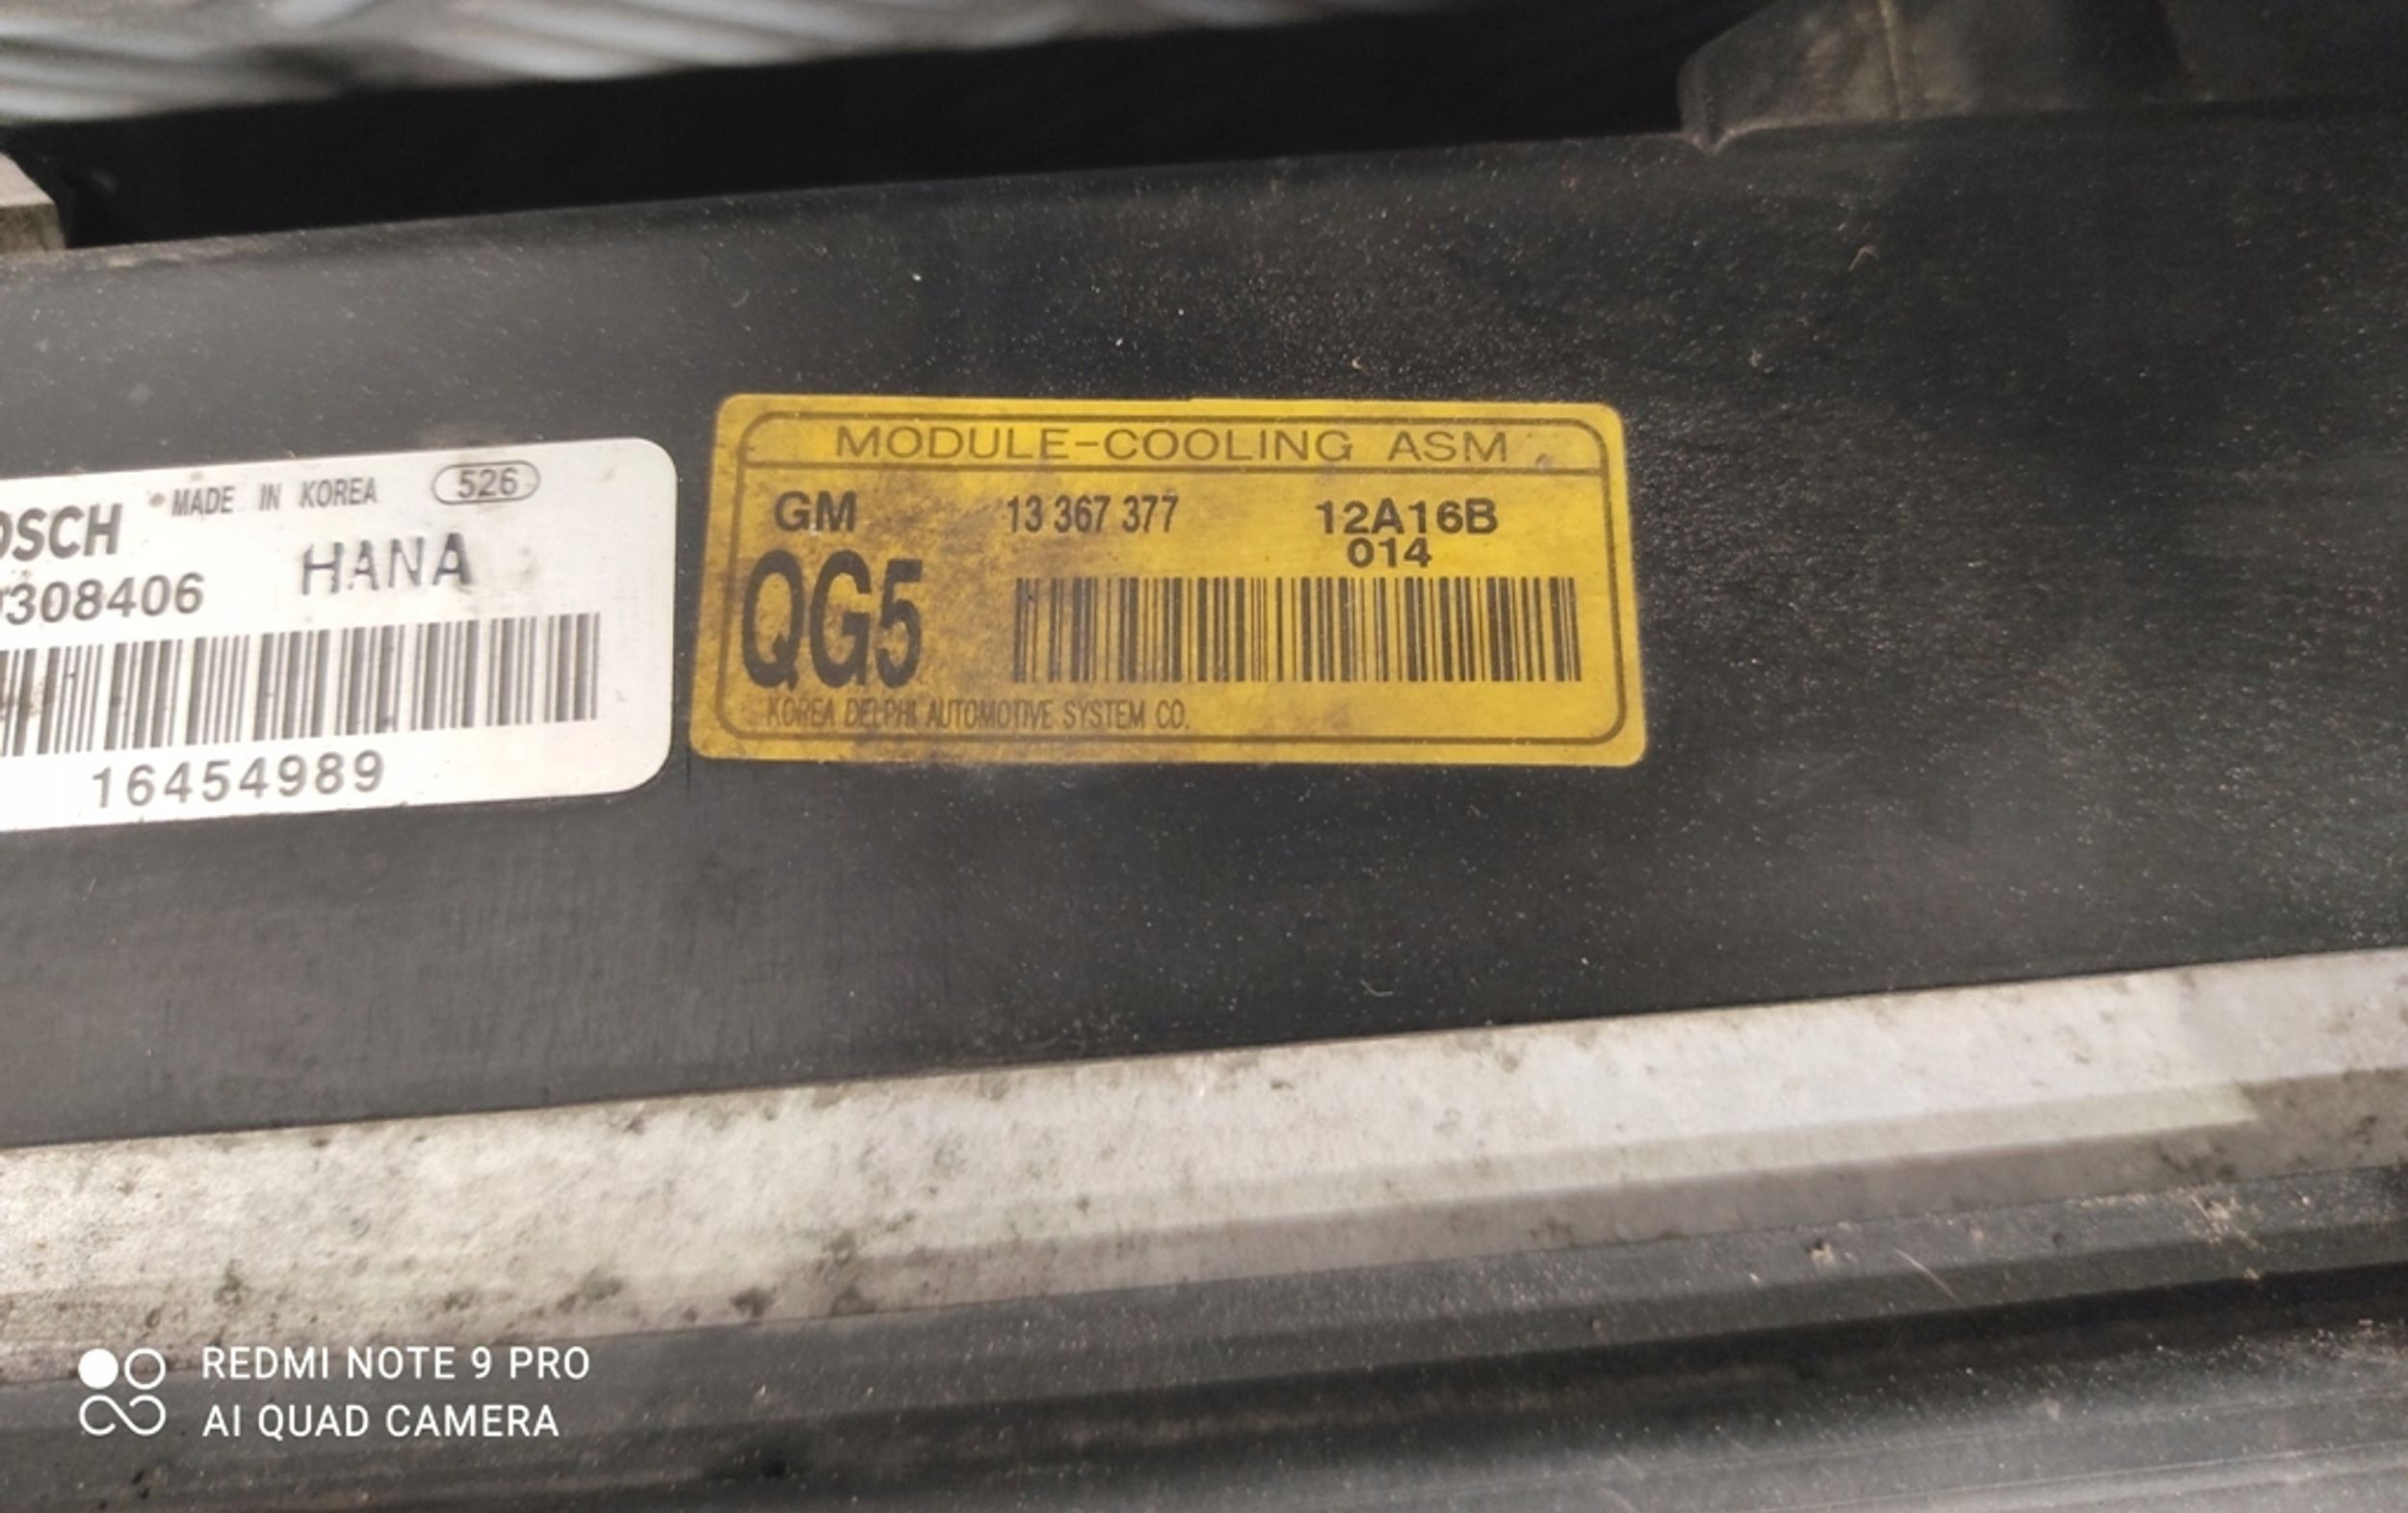 MADE IN KOREA 526
OSCH
HANA
308406
16454989
MODULE-COOLING ASM
GM 13 367 377 12A16B
014
QG5
KOREA DELPHI AUTOMOTIVE SYSTEM CO.
REDMI NOTE 9 PRO
AI QUAD CAMERA